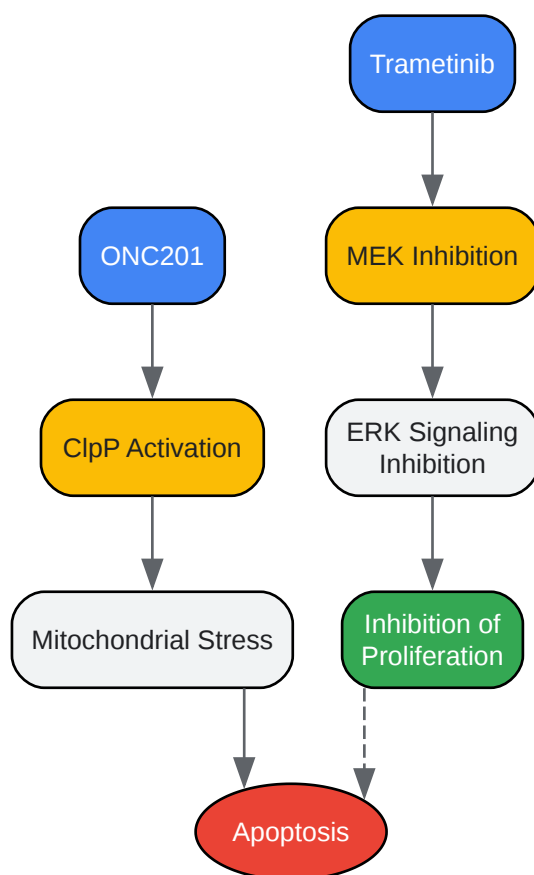 Trametinib
ONC201
MEK Inhibition
ClpP Activation
ERK Signaling
Inhibition
Mitochondrial Stress
Inhibition of
Proliferation
Apoptosis